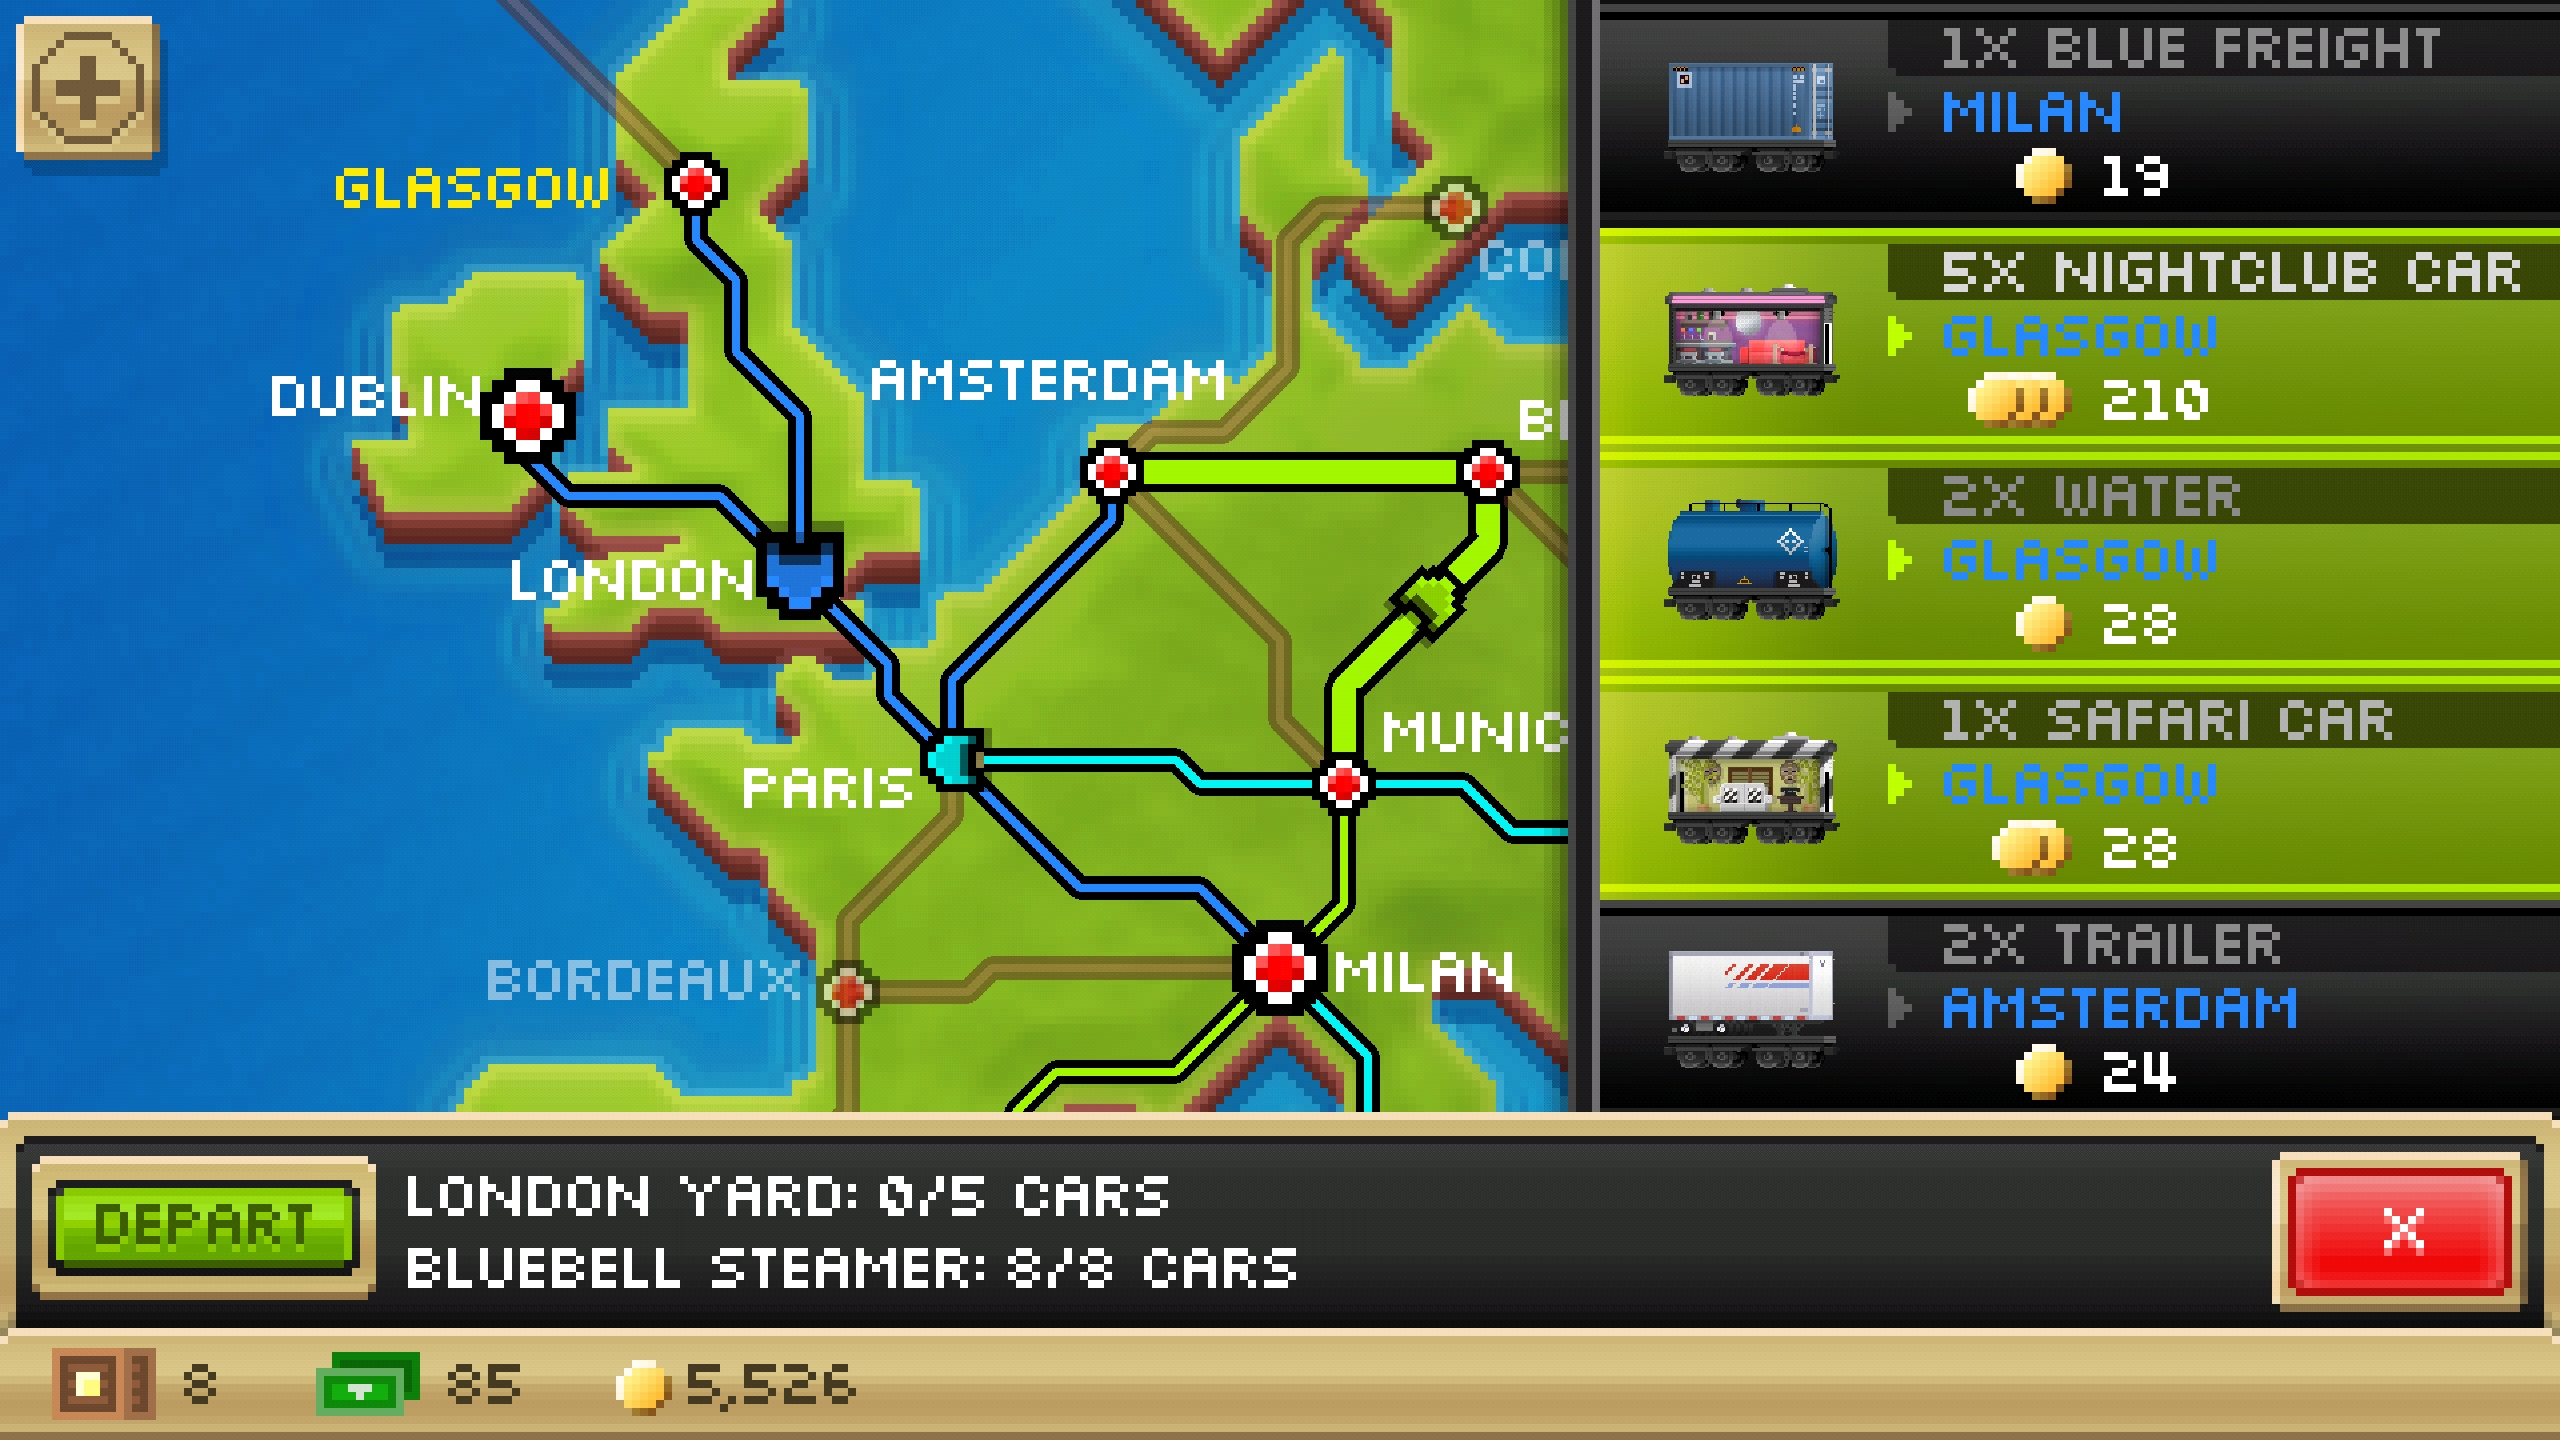 GLASGOW
DUBLIN
AMSTERDAM
LONDON
PARIS
BORDEAUX
MILAN
1X BLUE FREIGHT
MILAN
19
5X NIGHTCLUB CAR
GLASGOW
210
2X WATER
GLASGOW
28
1X SAFARI CAR
GLASGOW
28
2X TRAILER
AMSTERDAM
24
DEPART
LONDON YARD: 0/5 CARS
BLUEBELL STEAMER: 8/8 CARS
X
8
85
5,526